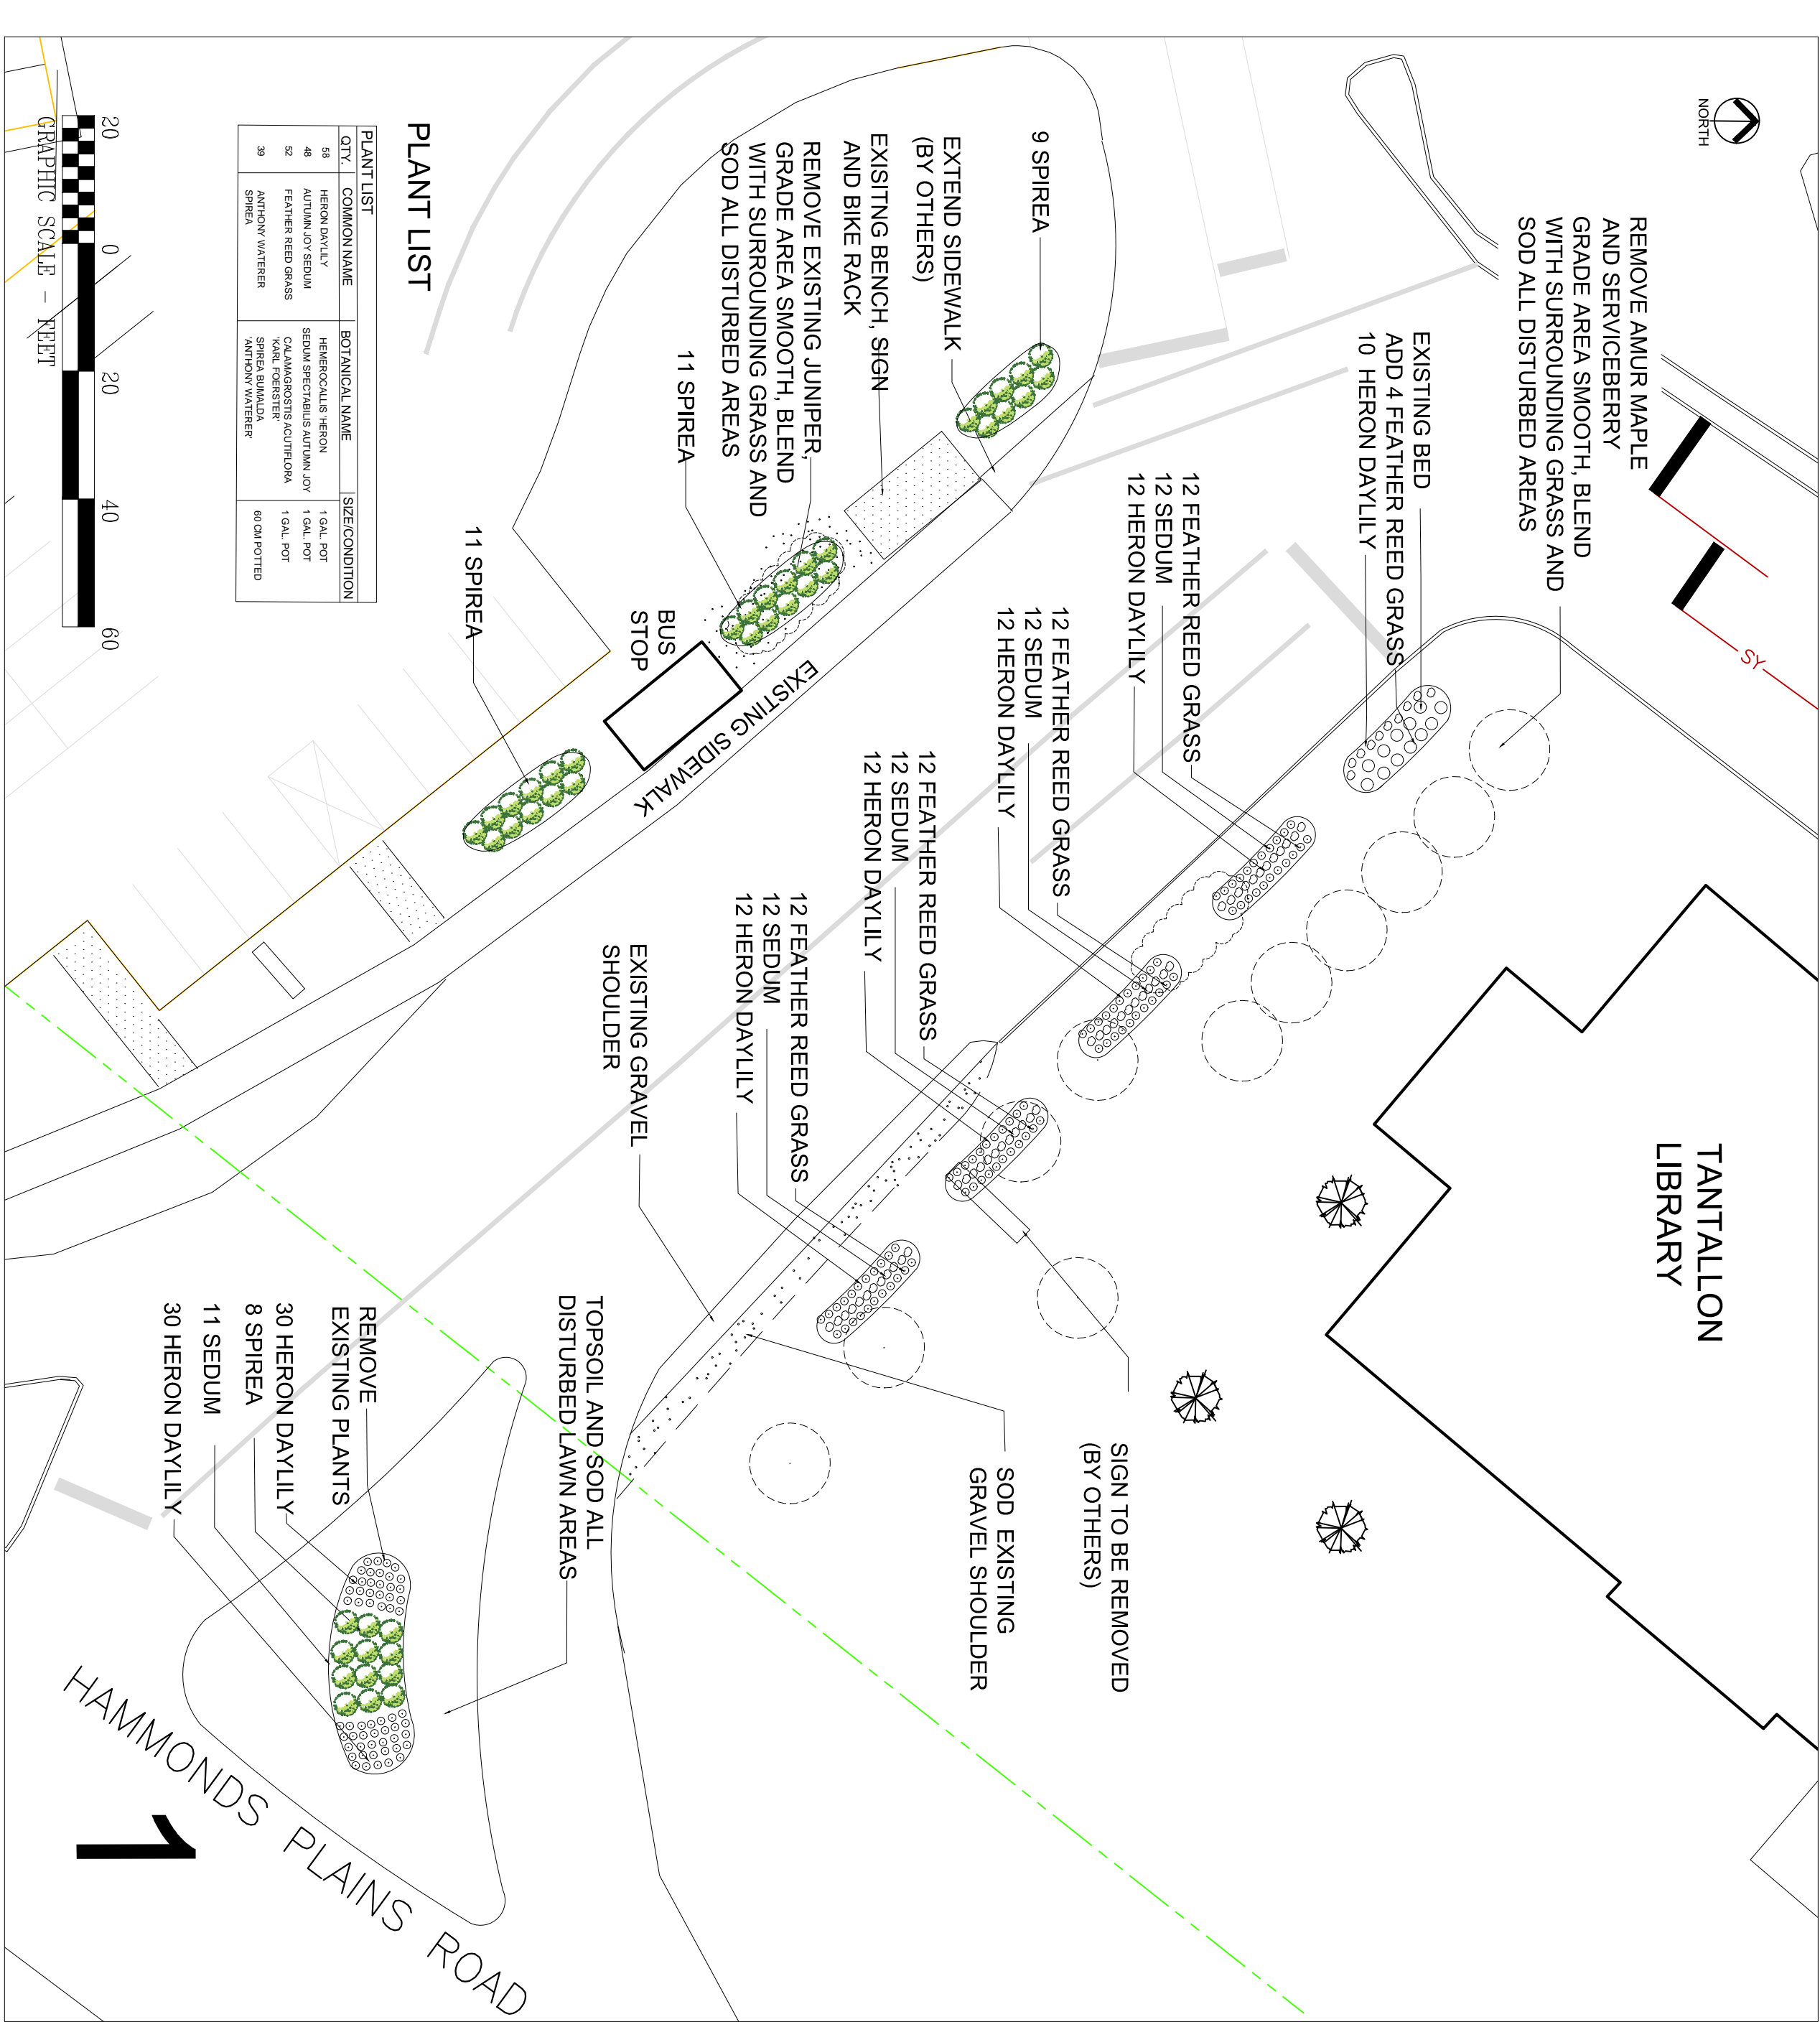 NORTH
REMOVE AMUR MAPLE
AND SERVICEBERRY
GRADE AREA SMOOTH, BLEND
WITH SURROUNDING GRASS AND
SOD ALL DISTURBED AREAS
EXISTING BED
ADD 4 FEATHER REED GRASS
10 HERON DAYLILY
SY
TANTALLON
LIBRARY
9 SPIREA
EXTEND SIDEWALK
(BY OTHERS)
EXISITNG BENCH, SIGN
AND BIKE RACK
REMOVE EXISTING JUNIPER,
GRADE AREA SMOOTH, BLEND
WITH SURROUNDING GRASS AND
SOD ALL DISTURBED AREAS
11 SPIREA
12 FEATHER REED GRASS
12 SEDUM
12 HERON DAYLILY
12 FEATHER REED GRASS
12 SEDUM
12 HERON DAYLILY
12 FEATHER REED GRASS
12 SEDUM
12 HERON DAYLILY
12 FEATHER REED GRASS
12 SEDUM
12 HERON DAYLILY
BUS
STOP
EXISTING SIDEWALK
11 SPIREA
EXISTING GRAVEL
SHOULDER
SIGN TO BE REMOVED
(BY OTHERS)
SOD EXISTING
GRAVEL SHOULDER
TOPSOIL AND SOD ALL
DISTURBED LAWN AREAS
REMOVE
EXISTING PLANTS
30 HERON DAYLILY
8 SPIREA
11 SEDUM
30 HERON DAYLILY
HAMMONDS PLAINS ROAD
PLANT LIST
PLANT LIST
QTY. COMMON NAME BOTANICAL NAME SIZE/CONDITION
58 HERON DAYLILY HEMEROCALLIS 'HERON 1 GAL. POT
48 AUTUMN JOY SEDUM SEDUM SPECTABILIS AUTUMN JOY 1 GAL. POT
52 FEATHER REED GRASS CALAMAGROSTIS ACUTIFLORA 1 GAL. POT
'KARL FOERSTER'
39 ANTHONY WATERER SPIREA BUMALDA 60 CM POTTED
SPIREA 'ANTHONY WATERER'
20 0 20 40 60
GRAPHIC SCALE - FEET
1